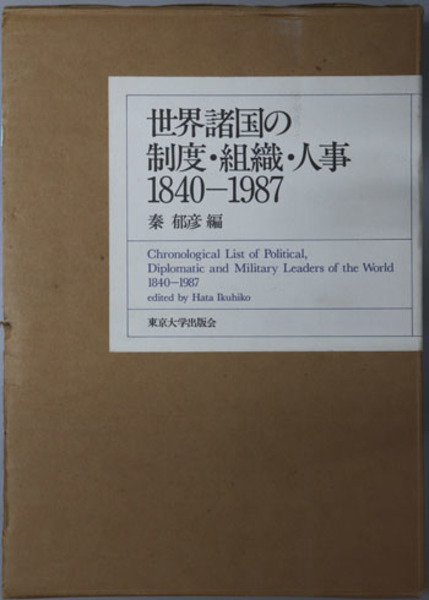 世界諸国の
制度・組織・人事
1840−1987
秦 郁彦 編
Chronological List of Political,
Diplomatic and Military Leaders of the World
1840−1987
edited by Hata Ikuhiko
東京大学出版会